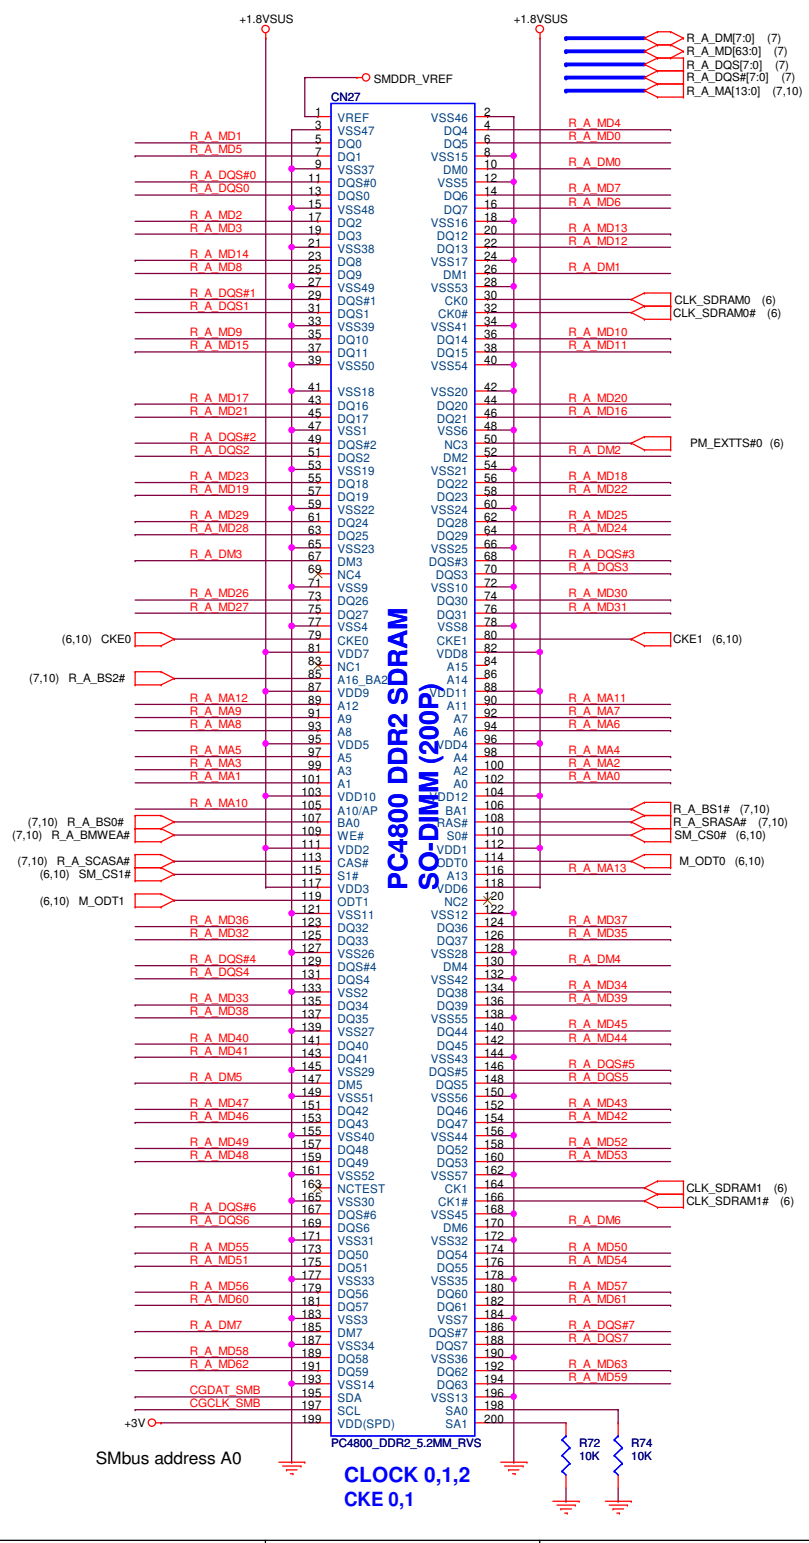 +1.8VSUS +1.8VSUS
R_A_DM[7:0] (7)
R_A_MD[63:0] (7)
R_A_DQS[7:0] (7)
R_A_DQS#[7:0] (7)
R_A_MA[13:0] (7,10)
SMDDR_VREF
CN27
1 VREF VSS46 2
3 VSS47 DQ4 4 R_A_MD4
R_A_MD1 5 DQ0 DQ5 6 R_A_MD0
R_A_MD5 7 DQ1 VSS15 8
9 VSS37 DM0 10 R_A_DM0
R_A_DQS#0 11 DQS#0 VSS5 12
R_A_DQS0 13 DQS0 DQ6 14 R_A_MD7
15 VSS48 DQ7 16 R_A_MD6
R_A_MD2 17 DQ2 VSS16 18
R_A_MD3 19 DQ3 DQ12 20 R_A_MD13
21 VSS38 DQ13 22 R_A_MD12
R_A_MD14 23 DQ8 VSS17 24
R_A_MD8 25 DQ9 DM1 26 R_A_DM1
27 VSS49 VSS53 28
R_A_DQS#1 29 DQS#1 CK0 30 CLK_SDRAM0 (6)
R_A_DQS1 31 DQS1 CK0# 32 CLK_SDRAM0# (6)
33 VSS39 VSS41 34
R_A_MD9 35 DQ10 DQ14 36 R_A_MD10
R_A_MD15 37 DQ11 DQ15 38 R_A_MD11
39 VSS50 VSS54 40
41 VSS18 VSS20 42
R_A_MD17 43 DQ16 DQ20 44 R_A_MD20
R_A_MD21 45 DQ17 DQ21 46 R_A_MD16
47 VSS1 VSS6 48
R_A_DQS#2 49 DQS#2 NC3 50 PM_EXTTS#0 (6)
R_A_DQS2 51 DQS2 DM2 52 R_A_DM2
53 VSS19 VSS21 54
R_A_MD23 55 DQ18 DQ22 56 R_A_MD18
R_A_MD19 57 DQ19 DQ23 58 R_A_MD22
59 VSS22 VSS24 60
R_A_MD29 61 DQ24 DQ28 62 R_A_MD25
R_A_MD28 63 DQ25 DQ29 64 R_A_MD24
65 VSS23 VSS25 66
R_A_DM3 67 DM3 DQS#3 68 R_A_DQS#3
69 NC4 DQS3 70 R_A_DQS3
71 VSS9 VSS10 72
R_A_MD26 73 DQ26 DQ30 74 R_A_MD30
R_A_MD27 75 DQ27 DQ31 76 R_A_MD31
77 VSS4 VSS8 78
(6,10) CKE0 79 CKE0 CKE1 80 CKE1 (6,10)
81 VDD7 VDD8 82
83 NC1 A15 84
(7,10) R_A_BS2# 85 A16_BA2 A14 86
87 VDD9 VDD11 88
R_A_MA12 89 A12 A11 90 R_A_MA11
R_A_MA9 91 A9 A7 92 R_A_MA7
R_A_MA8 93 A8 A6 94 R_A_MA6
95 VDD5 VDD4 96
R_A_MA5 97 A5 A4 98 R_A_MA4
R_A_MA3 99 A3 A2 100 R_A_MA2
R_A_MA1 101 A1 A0 102 R_A_MA0
103 VDD10 VDD12 104
R_A_MA10 105 A10/AP BA1 106 R_A_BS1# (7,10)
(7,10) R_A_BS0# 107 BA0 RAS# 108 R_A_SRASA# (7,10)
(7,10) R_A_BMWEA# 109 WE# S0# 110 SM_CS0# (6,10)
111 VDD2 VDD1 112
(7,10) R_A_SCASA# 113 CAS# ODT0 114 M_ODT0 (6,10)
(6,10) SM_CS1# 115 S1# A13 116 R_A_MA13
117 VDD3 VDD6 118
(6,10) M_ODT1 119 ODT1 NC2 120
PC4800 DDR2 SDRAM
SO-DIMM (200P)
121 VSS11 VSS12 122
R_A_MD36 123 DQ32 DQ36 124 R_A_MD37
R_A_MD32 125 DQ33 DQ37 126 R_A_MD35
127 VSS26 VSS28 128
R_A_DQS#4 129 DQS#4 DM4 130 R_A_DM4
R_A_DQS4 131 DQS4 VSS42 132
133 VSS2 DQ38 134 R_A_MD34
R_A_MD33 135 DQ34 DQ39 136 R_A_MD39
R_A_MD38 137 DQ35 VSS55 138
139 VSS27 DQ44 140 R_A_MD45
R_A_MD40 141 DQ40 DQ45 142 R_A_MD44
R_A_MD41 143 DQ41 VSS43 144
145 VSS29 DQS#5 146 R_A_DQS#5
R_A_DM5 147 DM5 DQS5 148 R_A_DQS5
149 VSS51 VSS56 150
R_A_MD47 151 DQ42 DQ46 152 R_A_MD43
R_A_MD46 153 DQ43 DQ47 154 R_A_MD42
155 VSS40 VSS44 156
R_A_MD49 157 DQ48 DQ52 158 R_A_MD52
R_A_MD48 159 DQ49 DQ53 160 R_A_MD53
161 VSS52 VSS57 162
163 NCTEST CK1 164 CLK_SDRAM1 (6)
165 VSS30 CK1# 166 CLK_SDRAM1# (6)
R_A_DQS#6 167 DQS#6 VSS45 168
R_A_DQS6 169 DQS6 DM6 170 R_A_DM6
171 VSS31 VSS32 172
R_A_MD55 173 DQ50 DQ54 174 R_A_MD50
R_A_MD51 175 DQ51 DQ55 176 R_A_MD54
177 VSS33 VSS35 178
R_A_MD56 179 DQ56 DQ60 180 R_A_MD57
R_A_MD60 181 DQ57 DQ61 182 R_A_MD61
183 VSS3 VSS7 184
R_A_DM7 185 DM7 DQS#7 186 R_A_DQS#7
187 VSS34 DQS7 188 R_A_DQS7
R_A_MD58 189 DQ58 VSS36 190
R_A_MD62 191 DQ59 DQ62 192 R_A_MD63
193 VSS14 DQ63 194 R_A_MD59
CGDAT_SMB 195 SDA VSS13 196
CGCLK_SMB 197 SCL SA0 198
+3V 199 VDD(SPD) SA1 200
PC4800_DDR2_5.2MM_RVS
R72 10K
R74 10K
SMbus address A0
CLOCK 0,1,2
CKE 0,1